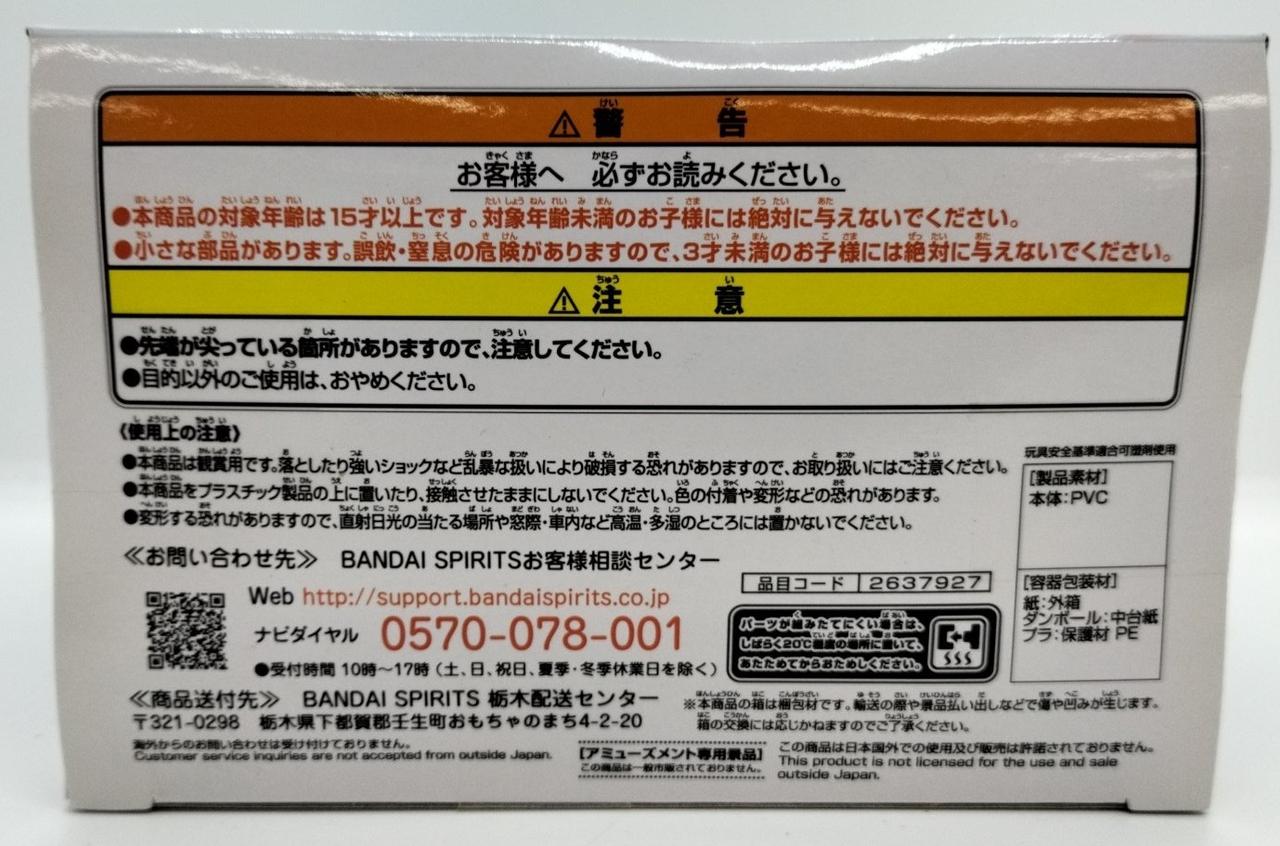 ⚠警告
お客様へ 必ずお読みください。
●本商品の対象年齢は15才以上です。対象年齢未満のお子様には絶対に与えないでください。
●小さな部品があります。誤飲・窒息の危険がありますので、3才未満のお子様には絶対に与えないでください。
⚠注意
●先端が尖っている箇所がありますので、注意してください。
●目的以外のご使用は、おやめください。
《使用上の注意》
●本商品は観賞用です。落としたり強いショックなど乱暴な扱いにより破損する恐れがありますので、お取り扱いにはご注意ください。
●本商品をプラスチック製品の上に置いたり、接触させたままにしないでください。色の付着や変形などの恐れがあります。
●変形する恐れがありますので、直射日光の当たる場所や窓際・車内など高温・多湿のところには置かないでください。
玩具安全基準適合可塑剤使用
[製品素材]
本体:PVC
[容器包装材]
紙:外箱
ダンボール:中台紙
プラ:保護材 PE
≪お問い合わせ先≫ BANDAI SPIRITSお客様相談センター
Web http://support.bandaispirits.co.jp
ナビダイヤル 0570-078-001
●受付時間 10時〜17時(土、日、祝日、夏季・冬季休業日を除く)
品目コード 2637927
パーツが組みたてにくい場合は、
しばらく20℃程度の場所に置いて、
あたためてからおためしください。
≪商品送付先≫ BANDAI SPIRITS 栃木配送センター
〒321-0298 栃木県下都賀郡壬生町おもちゃのまち4-2-20
※本商品の箱は梱包材です。輸送の際や景品払い出しなどで傷や凹みが生じます。
箱の交換には応じかねますのでご了承ください。
海外からのお問い合わせは受け付けておりません。
Customer service inquiries are not accepted from outside Japan.
[アミューズメント専用景品]
この商品は一般市販されておりません。
この商品は日本国外での使用及び販売は許諾されておりません。
This product is not licensed for the use and sale
outside Japan.